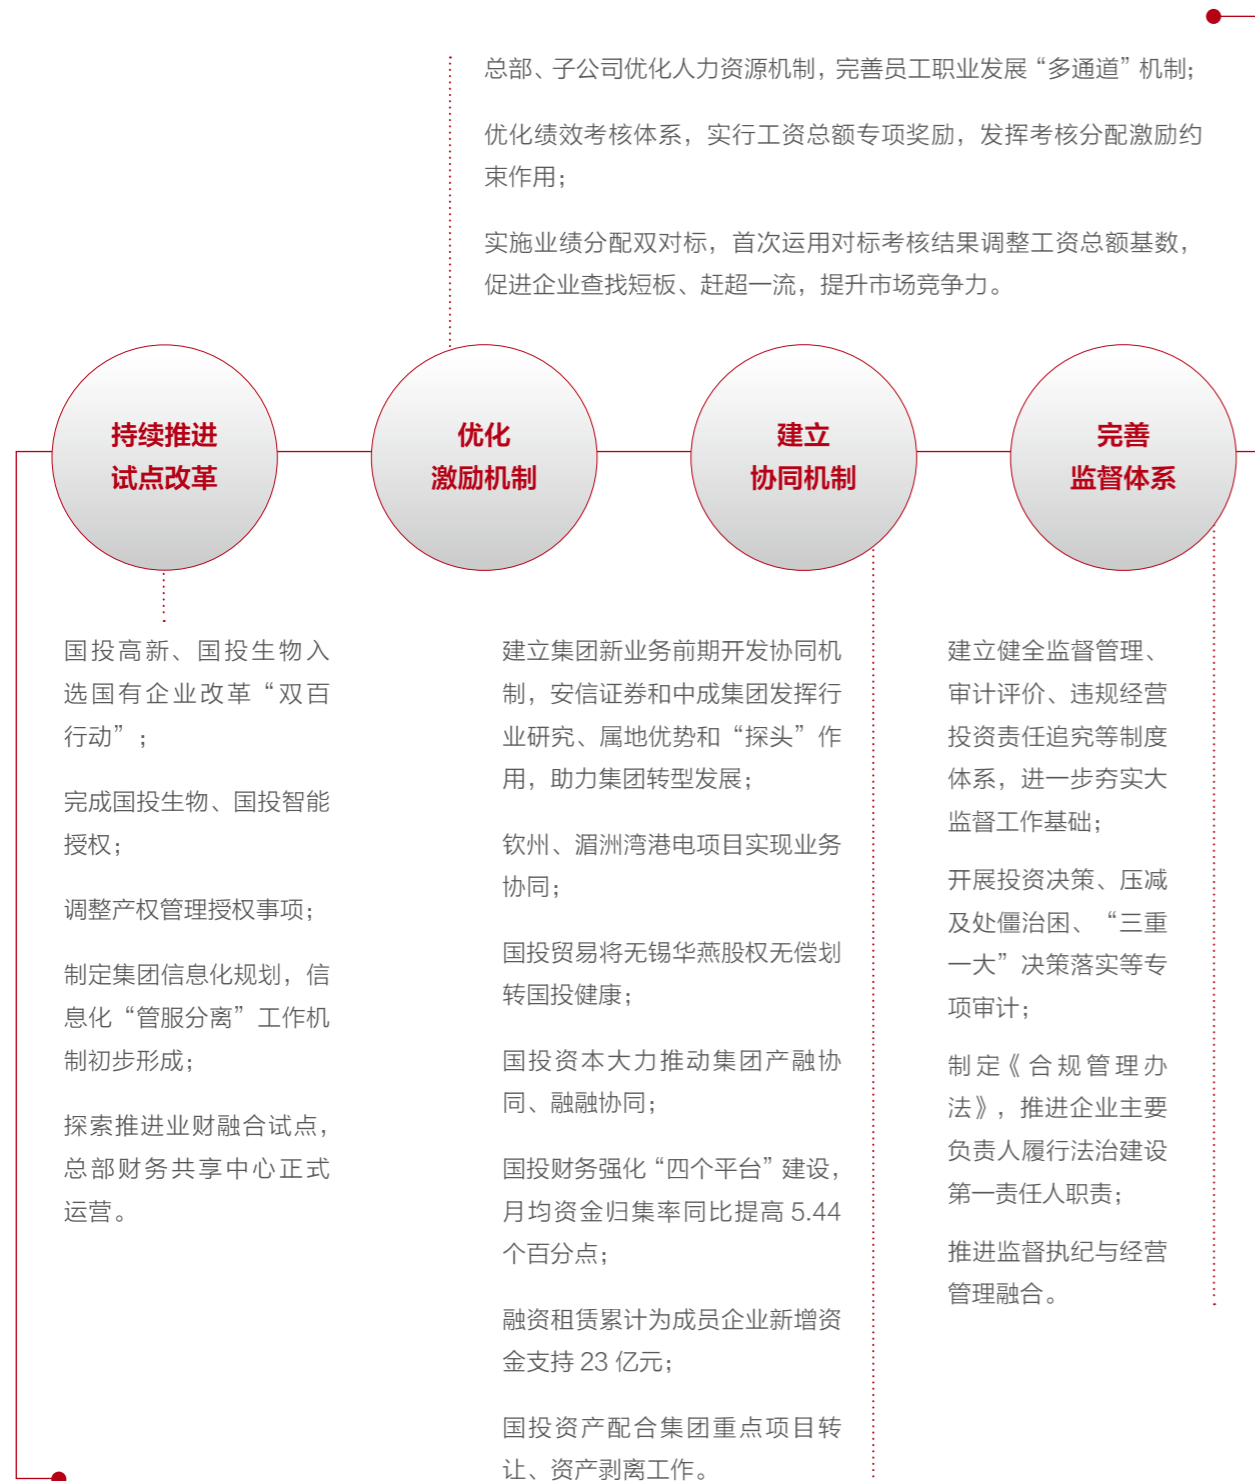 总部、子公司优化人力资源机制，完善员工职业发展“多通道”机制；
优化绩效考核体系，实行工资总额专项奖励，发挥考核分配激励约
束作用；
实施业绩分配双对标，首次运用对标考核结果调整工资总额基数，
促进企业查找短板、赶超一流，提升市场竞争力。
持续推进
试点改革
优化
激励机制
建立
协同机制
完善
监督体系
国投高新、国投生物入
选国有企业改革“双百
行动”；
完成国投生物、国投智能
授权；
调整产权管理授权事项；
制定集团信息化规划，信
息化“管服分离”工作机
制初步形成；
探索推进业财融合试点，
总部财务共享中心正式
运营。
建立集团新业务前期开发协同机
制，安信证券和中成集团发挥行
业研究、属地优势和“探头”作
用，助力集团转型发展；
钦州、湄洲湾港电项目实现业务
协同；
国投贸易将无锡华燕股权无偿划
转国投健康；
国投资本大力推动集团产融协
同、融融协同；
国投财务强化“四个平台”建设，
月均资金归集率同比提高 5.44
个百分点；
融资租赁累计为成员企业新增资
金支持 23 亿元；
国投资产配合集团重点项目转
让、资产剥离工作。
建立健全监督管理、
审计评价、违规经营
投资责任追究等制度
体系，进一步夯实大
监督工作基础；
开展投资决策、压减
及处僵治困、“三重
一大”决策落实等专
项审计；
制定《合规管理办
法》，推进企业主要
负责人履行法治建设
第一责任人职责；
推进监督执纪与经营
管理融合。